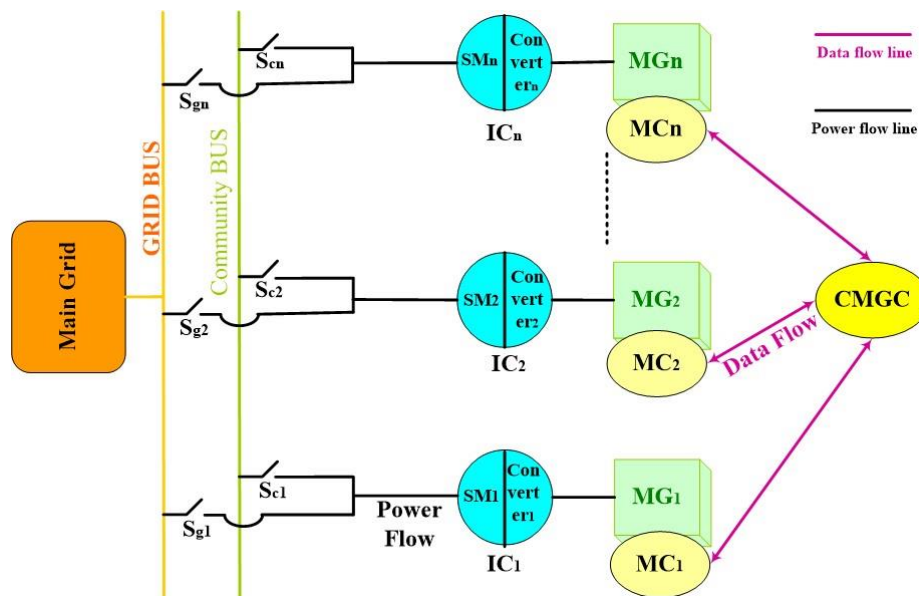 Scn
Sgn
SMn
Con
vert
ern
ICn
MGn
MCn
Data flow line
Power flow line
GRID BUS
Community BUS
Main Grid
Sc2
Sg2
SM2
Con
verte
er2
IC2
MG2
MC2
CMGC
Data Flow
Sc1
Sg1
Power
Flow
SM1
Con
vert
er1
IC1
MG1
MC1